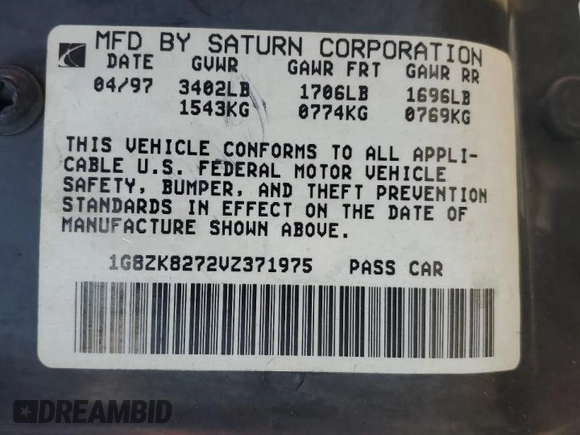 MFD BY SATURN CORPORATION
DATE GVWR GAWR FRT GAWR RR
04/97 3402LB 1706LB 1696LB
1543KG 0774KG 0769KG
THIS VEHICLE CONFORMS TO ALL APPLI-
CABLE U.S. FEDERAL MOTOR VEHICLE
SAFETY, BUMPER, AND THEFT PREVENTION
STANDARDS IN EFFECT ON THE DATE OF
MANUFACTURE SHOWN ABOVE.
1G8ZK8272VZ371975 PASS CAR
DREAMBID